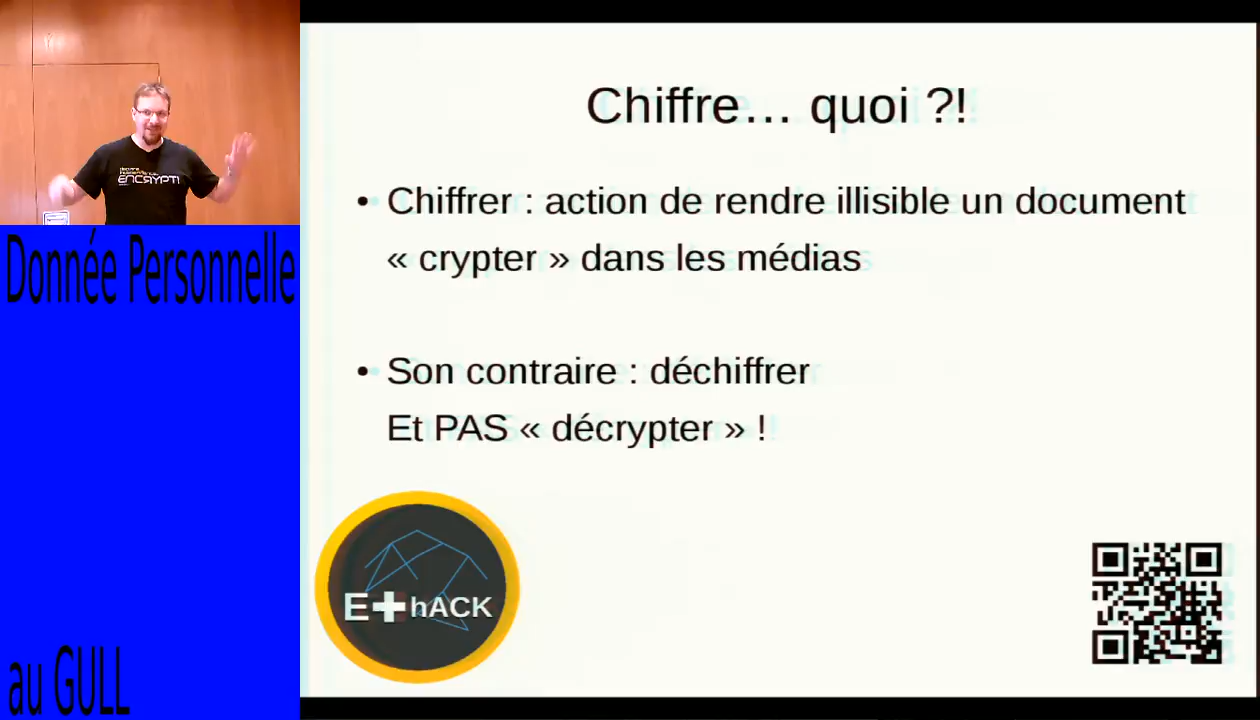 Chiffre… quoi ?!
• Chiffrer : action de rendre illisible un document
« crypter » dans les médias
• Son contraire : déchiffrer
Et PAS « décrypter » !
E+hACK
ENCRYPT!
Donnée Personnelle
au GULL